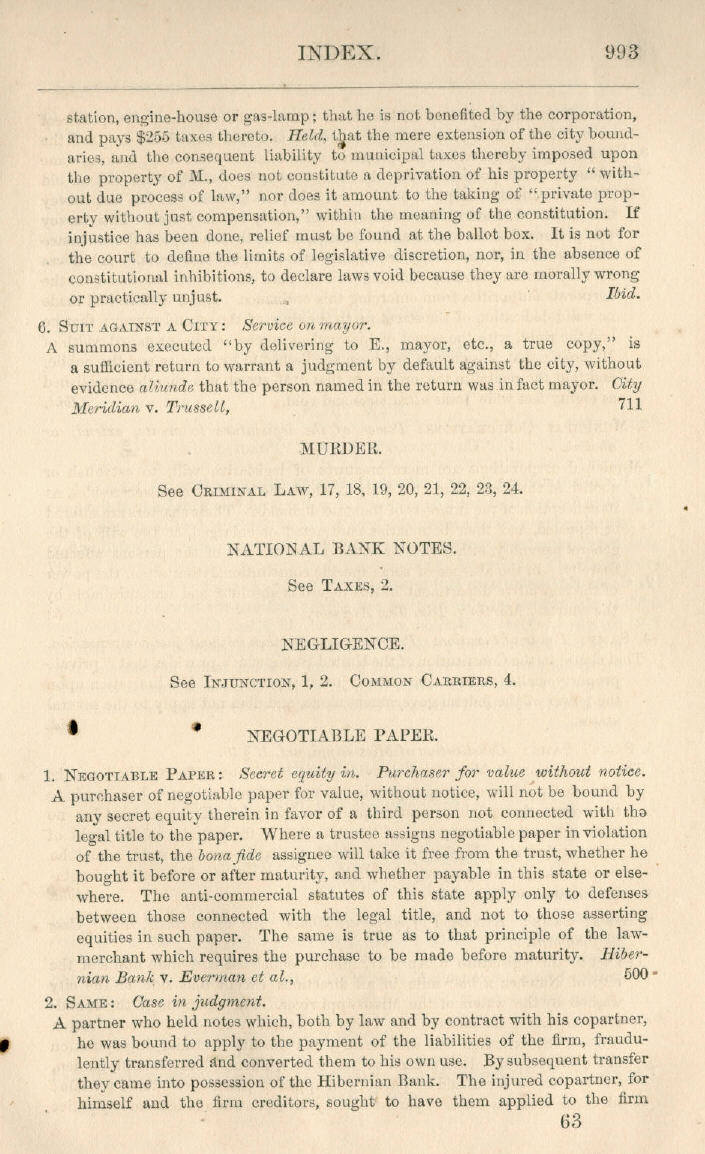 INDEX. 993
station, engine-house or gas-lamp; that he is not benefited by the corporation,
and pays $255 taxes thereto. Held, that the mere extension of the city bound-
aries, and the consequent liability to municipal taxes thereby imposed upon
the property of M., does not constitute a deprivation of his property "with-
out due process of law," nor does it amount to the taking of "private prop-
erty without just compensation," within the meaning of the constitution. If
injustice has been done, relief must be found at the ballot box. It is not for
the court to define the limits of legislative discretion, nor, in the absence of
constitutional inhibitions, to declare laws void because they are morally wrong
or practically unjust. Ibid.
6. SUIT AGAINST A CITY: Service on mayor.
A summons executed "by delivering to E., mayor, etc., a true copy," is
a sufficient return to warrant a judgment by default against the city, without
evidence aliunde that the person named in the return was in fact mayor. City
Meridian v. Trussell, 711
MURDER.
See CRIMINAL LAW, 17, 18, 19, 20, 21, 22, 23, 24.
NATIONAL BANK NOTES.
See TAXES, 2.
NEGLIGENCE.
See INJUNCTION, 1, 2. COMMON CARRIERS, 4.
NEGOTIABLE PAPER.
1. NEGOTIABLE PAPER: Secret equity in. Purchaser for value without notice.
A purchaser of negotiable paper for value, without notice, will not be bound by
any secret equity therein in favor of a third person not connected with the
legal title to the paper. Where a trustee assigns negotiable paper in violation
of the trust, the bona fide assignee will take it free from the trust, whether he
bought it before or after maturity, and whether payable in this state or else-
where. The anti-commercial statutes of this state apply only to defenses
between those connected with the legal title, and not to those asserting
equities in such paper. The same is true as to that principle of the law-
merchant which requires the purchase to be made before maturity. Hiber-
nian Bank v. Everman et al., 500
2. SAME: Case in judgment.
A partner who held notes which, both by law and by contract with his copartner,
he was bound to apply to the payment of the liabilities of the firm, fraudu-
lently transferred and converted them to his own use. By subsequent transfer
they came into possession of the Hibernian Bank. The injured copartner, for
himself and the firm creditors, sought to have them applied to the firm
63